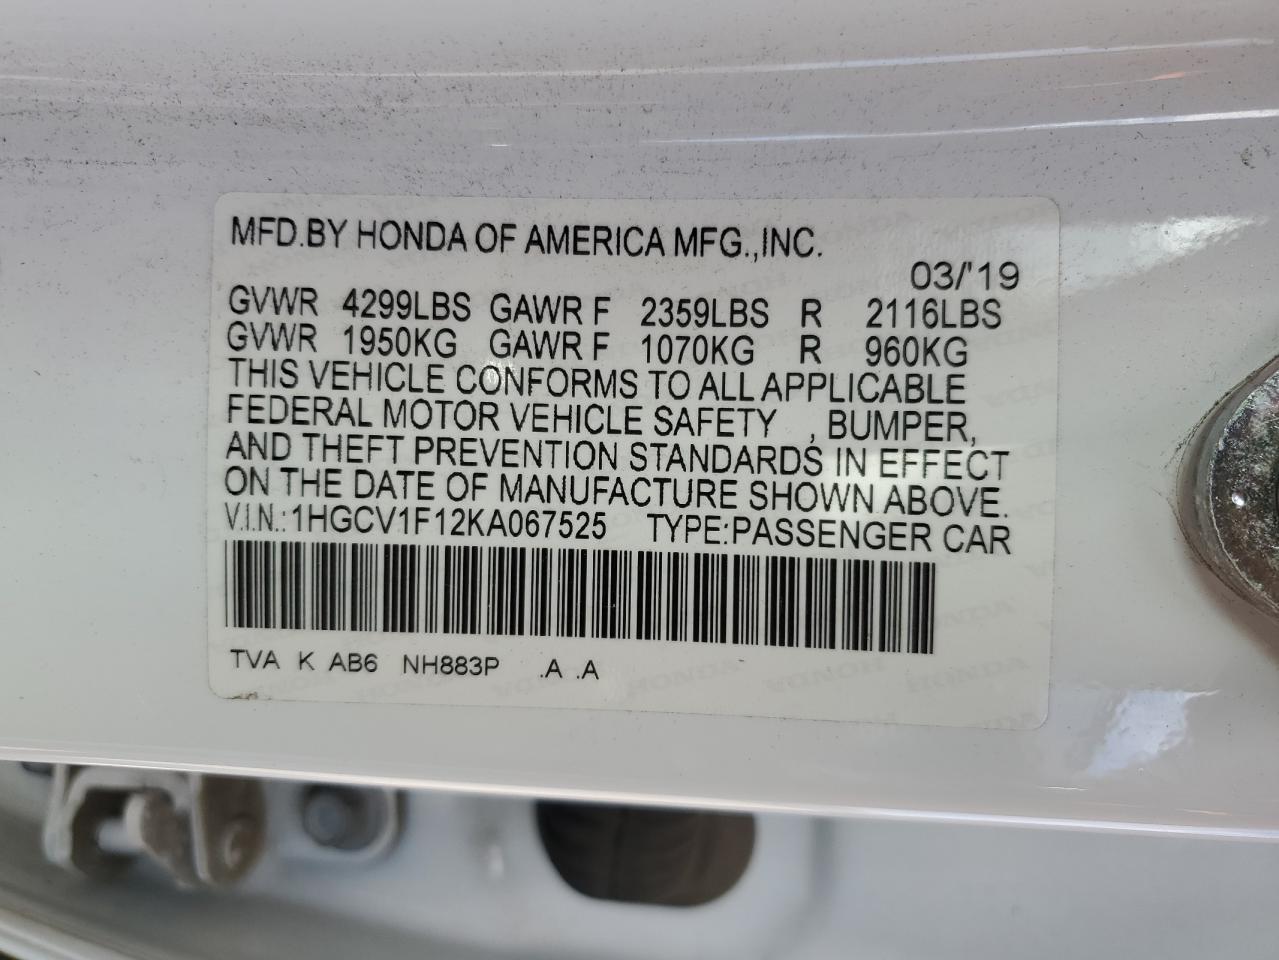 MFD.BY HONDA OF AMERICA MFG.,INC.
03/'19
GVWR 4299LBS GAWR F 2359LBS R 2116LBS
GVWR 1950KG GAWR F 1070KG R 960KG
THIS VEHICLE CONFORMS TO ALL APPLICABLE
FEDERAL MOTOR VEHICLE SAFETY , BUMPER,
AND THEFT PREVENTION STANDARDS IN EFFECT
ON THE DATE OF MANUFACTURE SHOWN ABOVE.
V.I.N.:1HGCV1F12KA067525 TYPE:PASSENGER CAR
TVA K AB6 NH883P .A .A